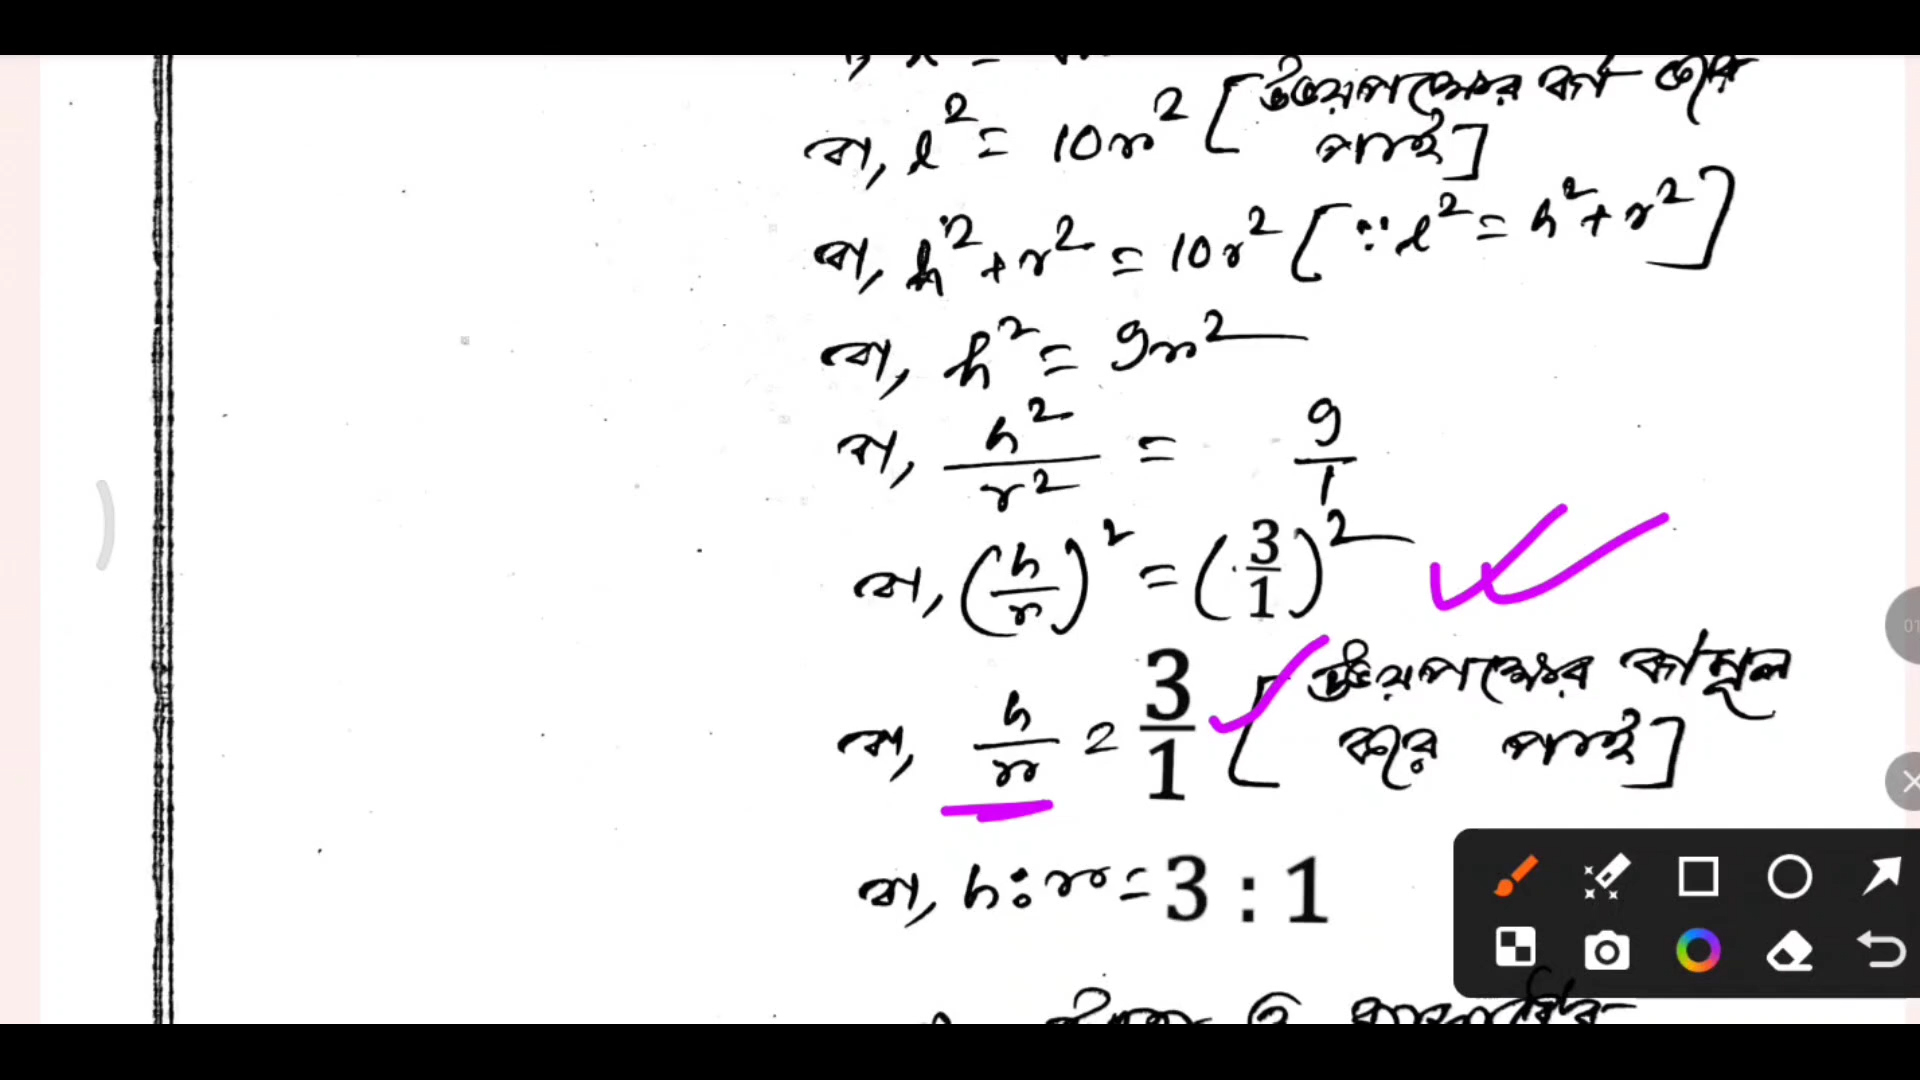 বা, l² = 10r² [উভয়পক্ষের বর্গ করে
পাই]
বা, h² + r² = 10r² [∵ l² = h² + r²]
বা, h² = 9r²
বা, h²/r² = 9/1
বা, (h/r)² = (3/1)²
বা, h/r = 3/1 [উভয়পক্ষের বর্গমূল
করে পাই]
বা, h : r = 3 : 1